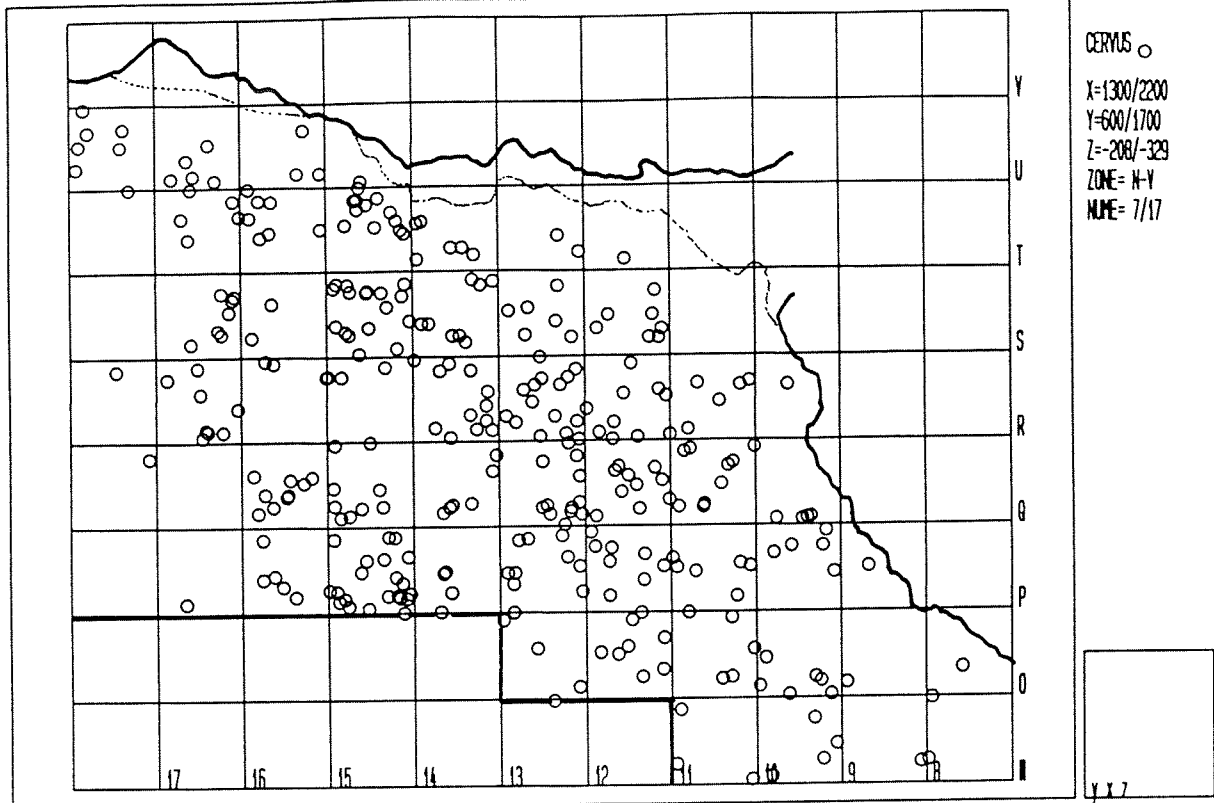 CERVUS
X=1300/2200
Y=600/1700
Z=-208/-329
ZONE= N-V
NUME= 7/17
V
U
T
S
R
Q
P
O
N
17 16 15 14 13 12 11 10 9 8
Y X Z